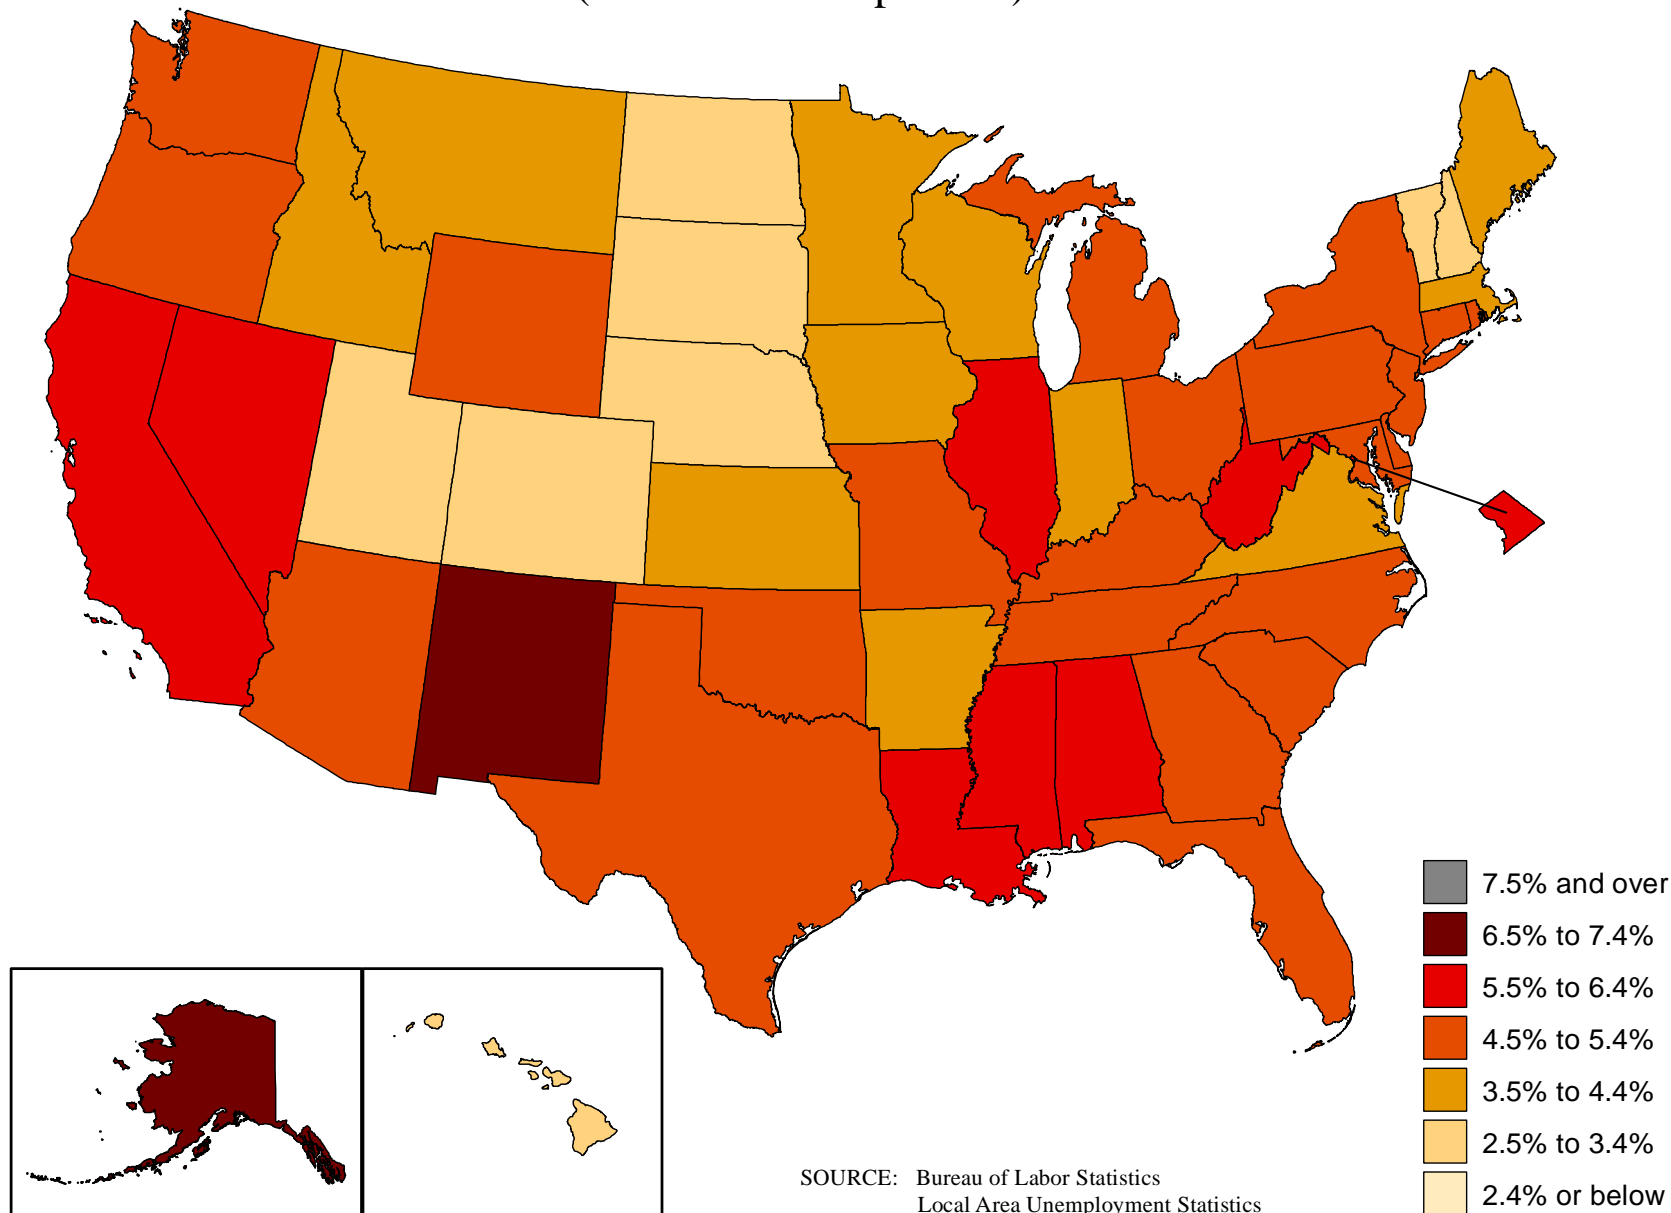 7.5% and over
6.5% to 7.4%
5.5% to 6.4%
4.5% to 5.4%
3.5% to 4.4%
2.5% to 3.4%
2.4% or below
SOURCE: Bureau of Labor Statistics
Local Area Unemployment Statistics